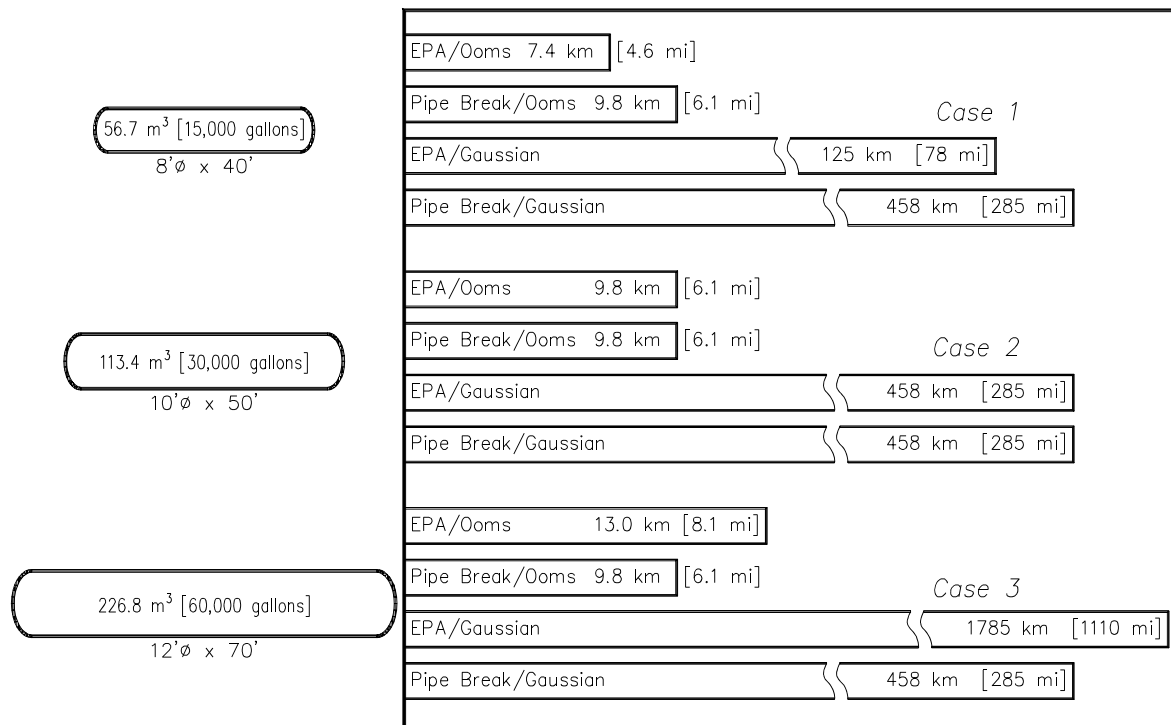 EPA/Ooms 7.4 km [4.6 mi]
Pipe Break/Ooms 9.8 km [6.1 mi]
Case 1
56.7 m³ [15,000 gallons]
8'ø x 40'
EPA/Gaussian 125 km [78 mi]
Pipe Break/Gaussian 458 km [285 mi]
EPA/Ooms 9.8 km [6.1 mi]
Pipe Break/Ooms 9.8 km [6.1 mi]
Case 2
113.4 m³ [30,000 gallons]
10'ø x 50'
EPA/Gaussian 458 km [285 mi]
Pipe Break/Gaussian 458 km [285 mi]
EPA/Ooms 13.0 km [8.1 mi]
Pipe Break/Ooms 9.8 km [6.1 mi]
Case 3
226.8 m³ [60,000 gallons]
12'ø x 70'
EPA/Gaussian 1785 km [1110 mi]
Pipe Break/Gaussian 458 km [285 mi]